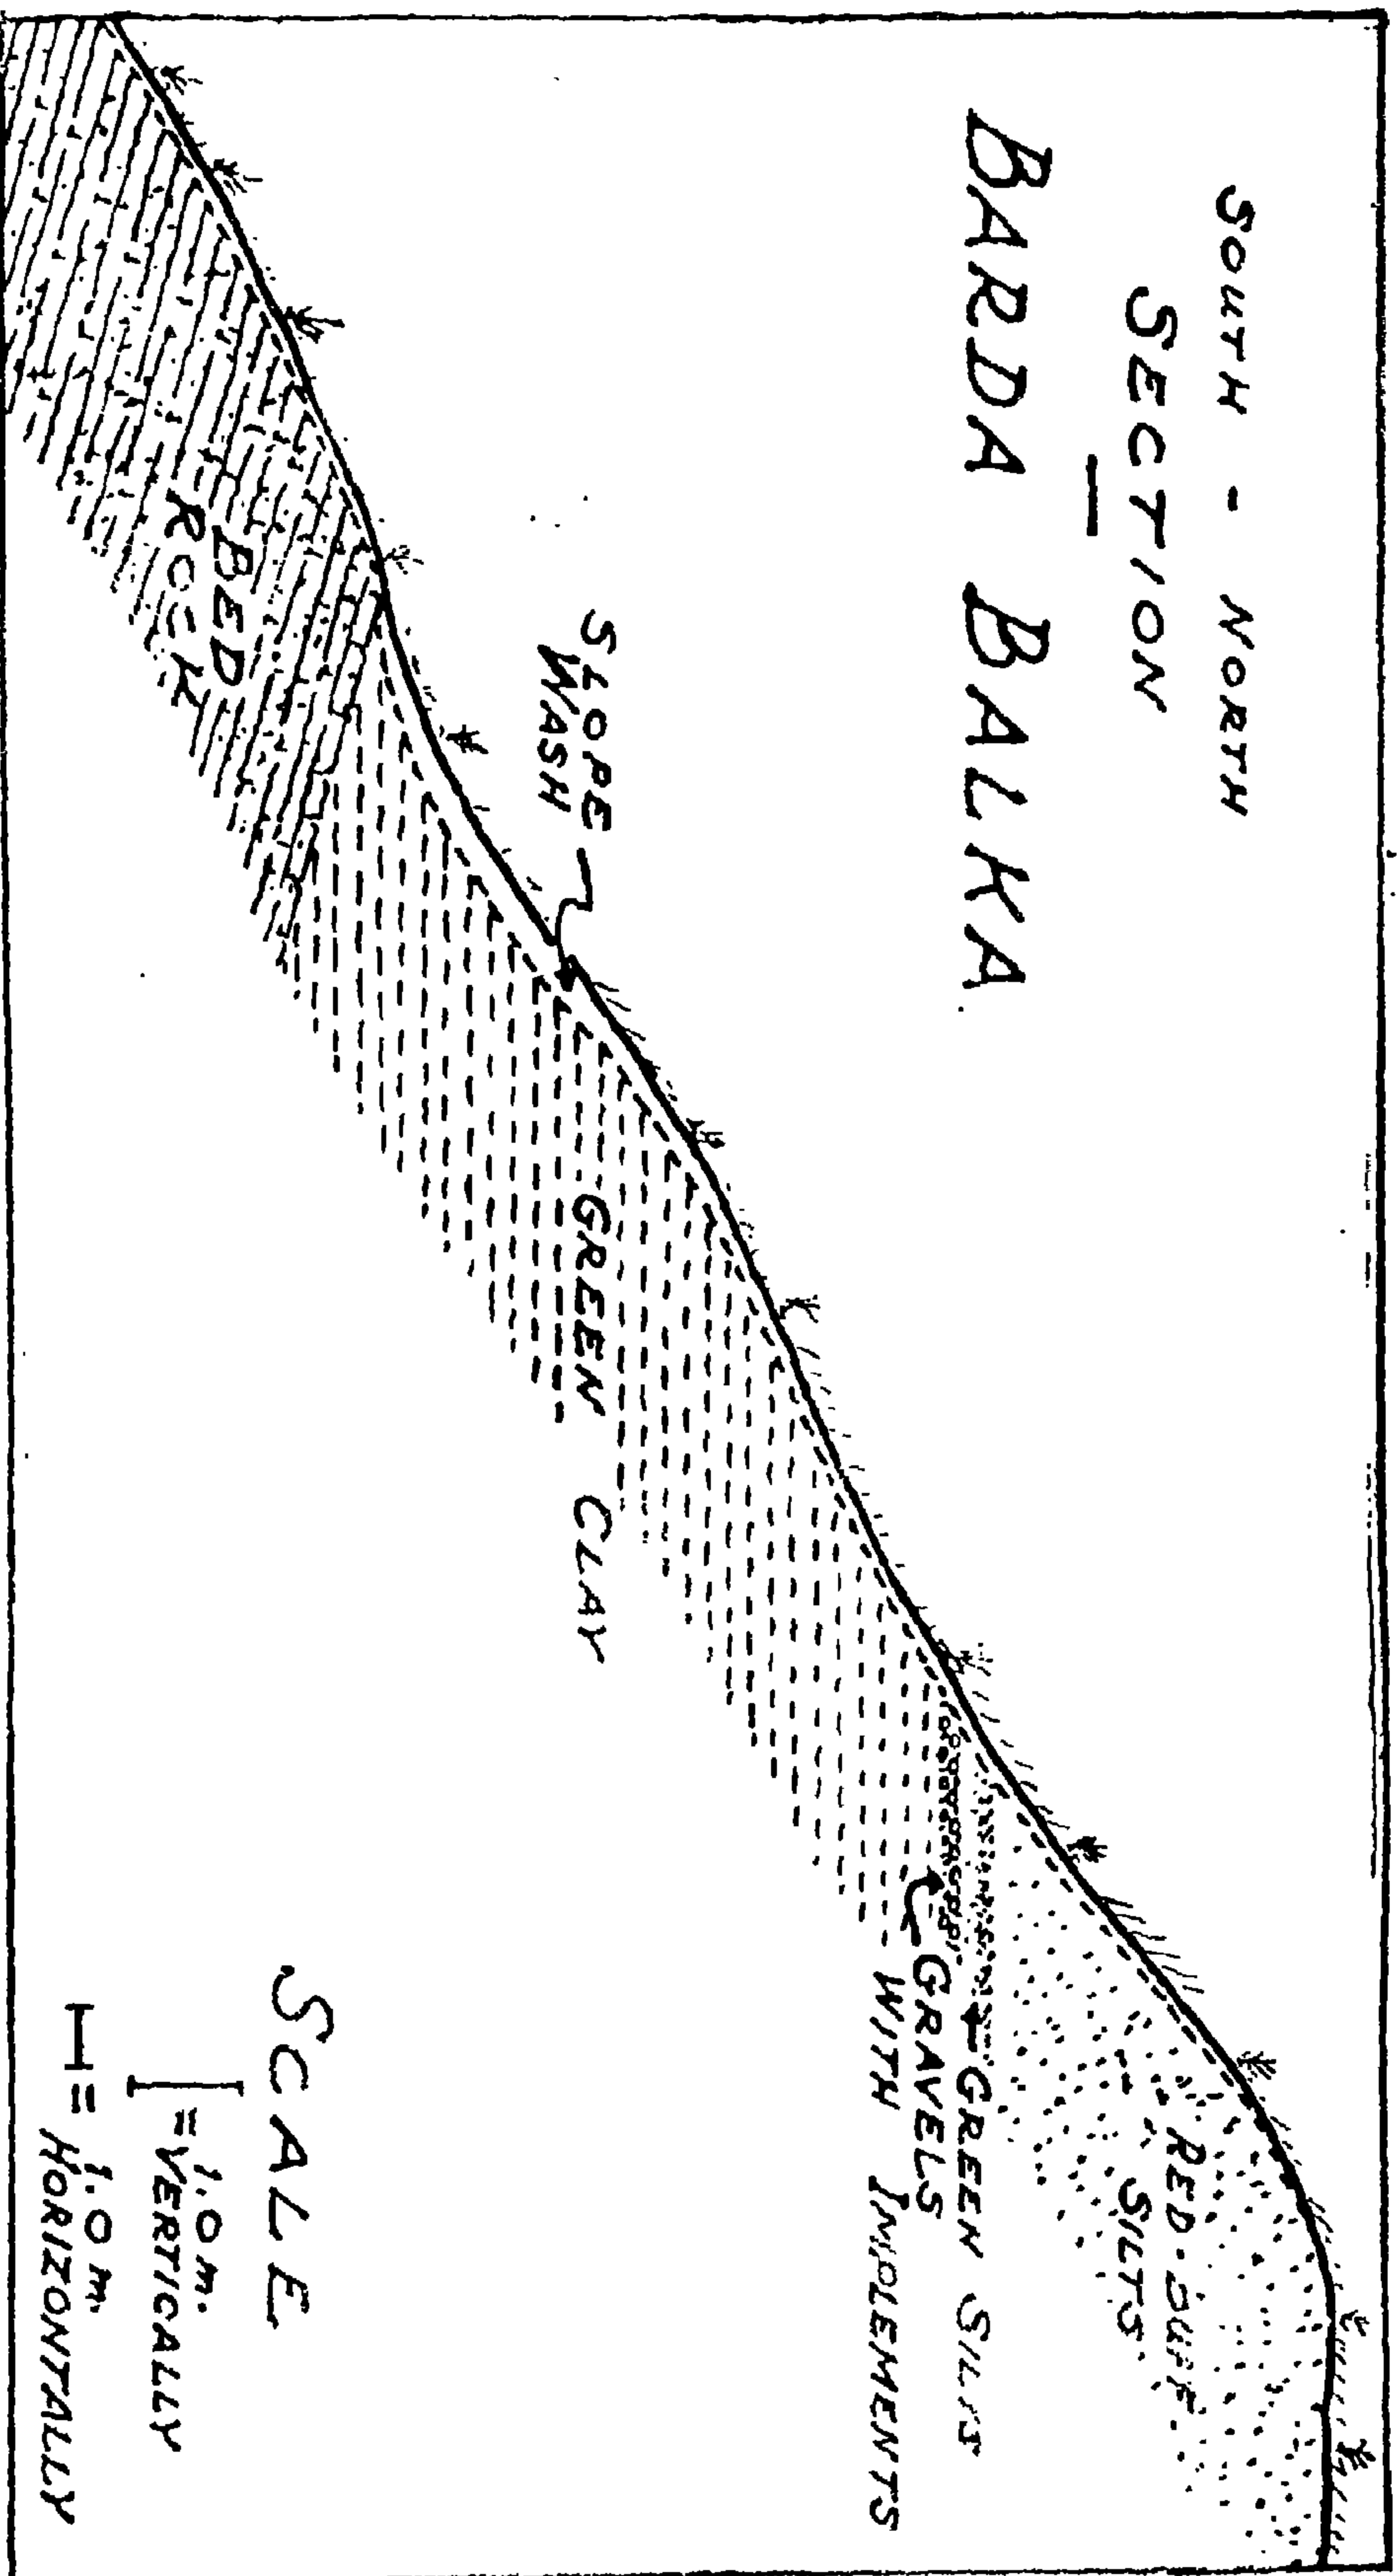 SOUTH - NORTH
SECTION
BARDA BALKA
SLOPE
WASH
RED-BUFF
SILTS
GREEN SILTS
GRAVELS
WITH IMPLEMENTS
GREEN CLAY
BED
ROCK
SCALE
1.0 m.
= VERTICALLY
1.0 m.
= HORIZONTALLY